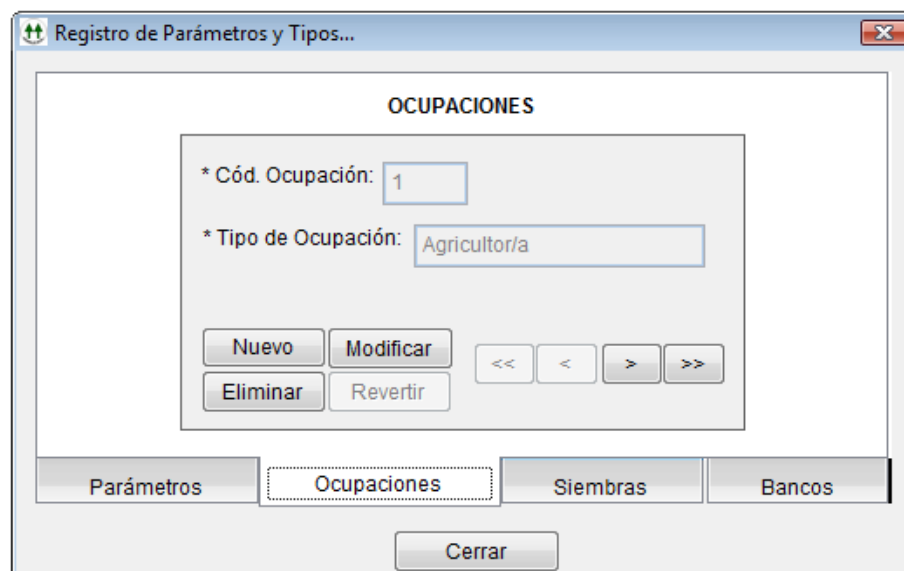 Registro de Parámetros y Tipos...
OCUPACIONES
* Cód. Ocupación: 1
* Tipo de Ocupación: Agricultor/a
Nuevo Modificar << < > >>
Eliminar Revertir
Parámetros Ocupaciones Siembras Bancos
Cerrar